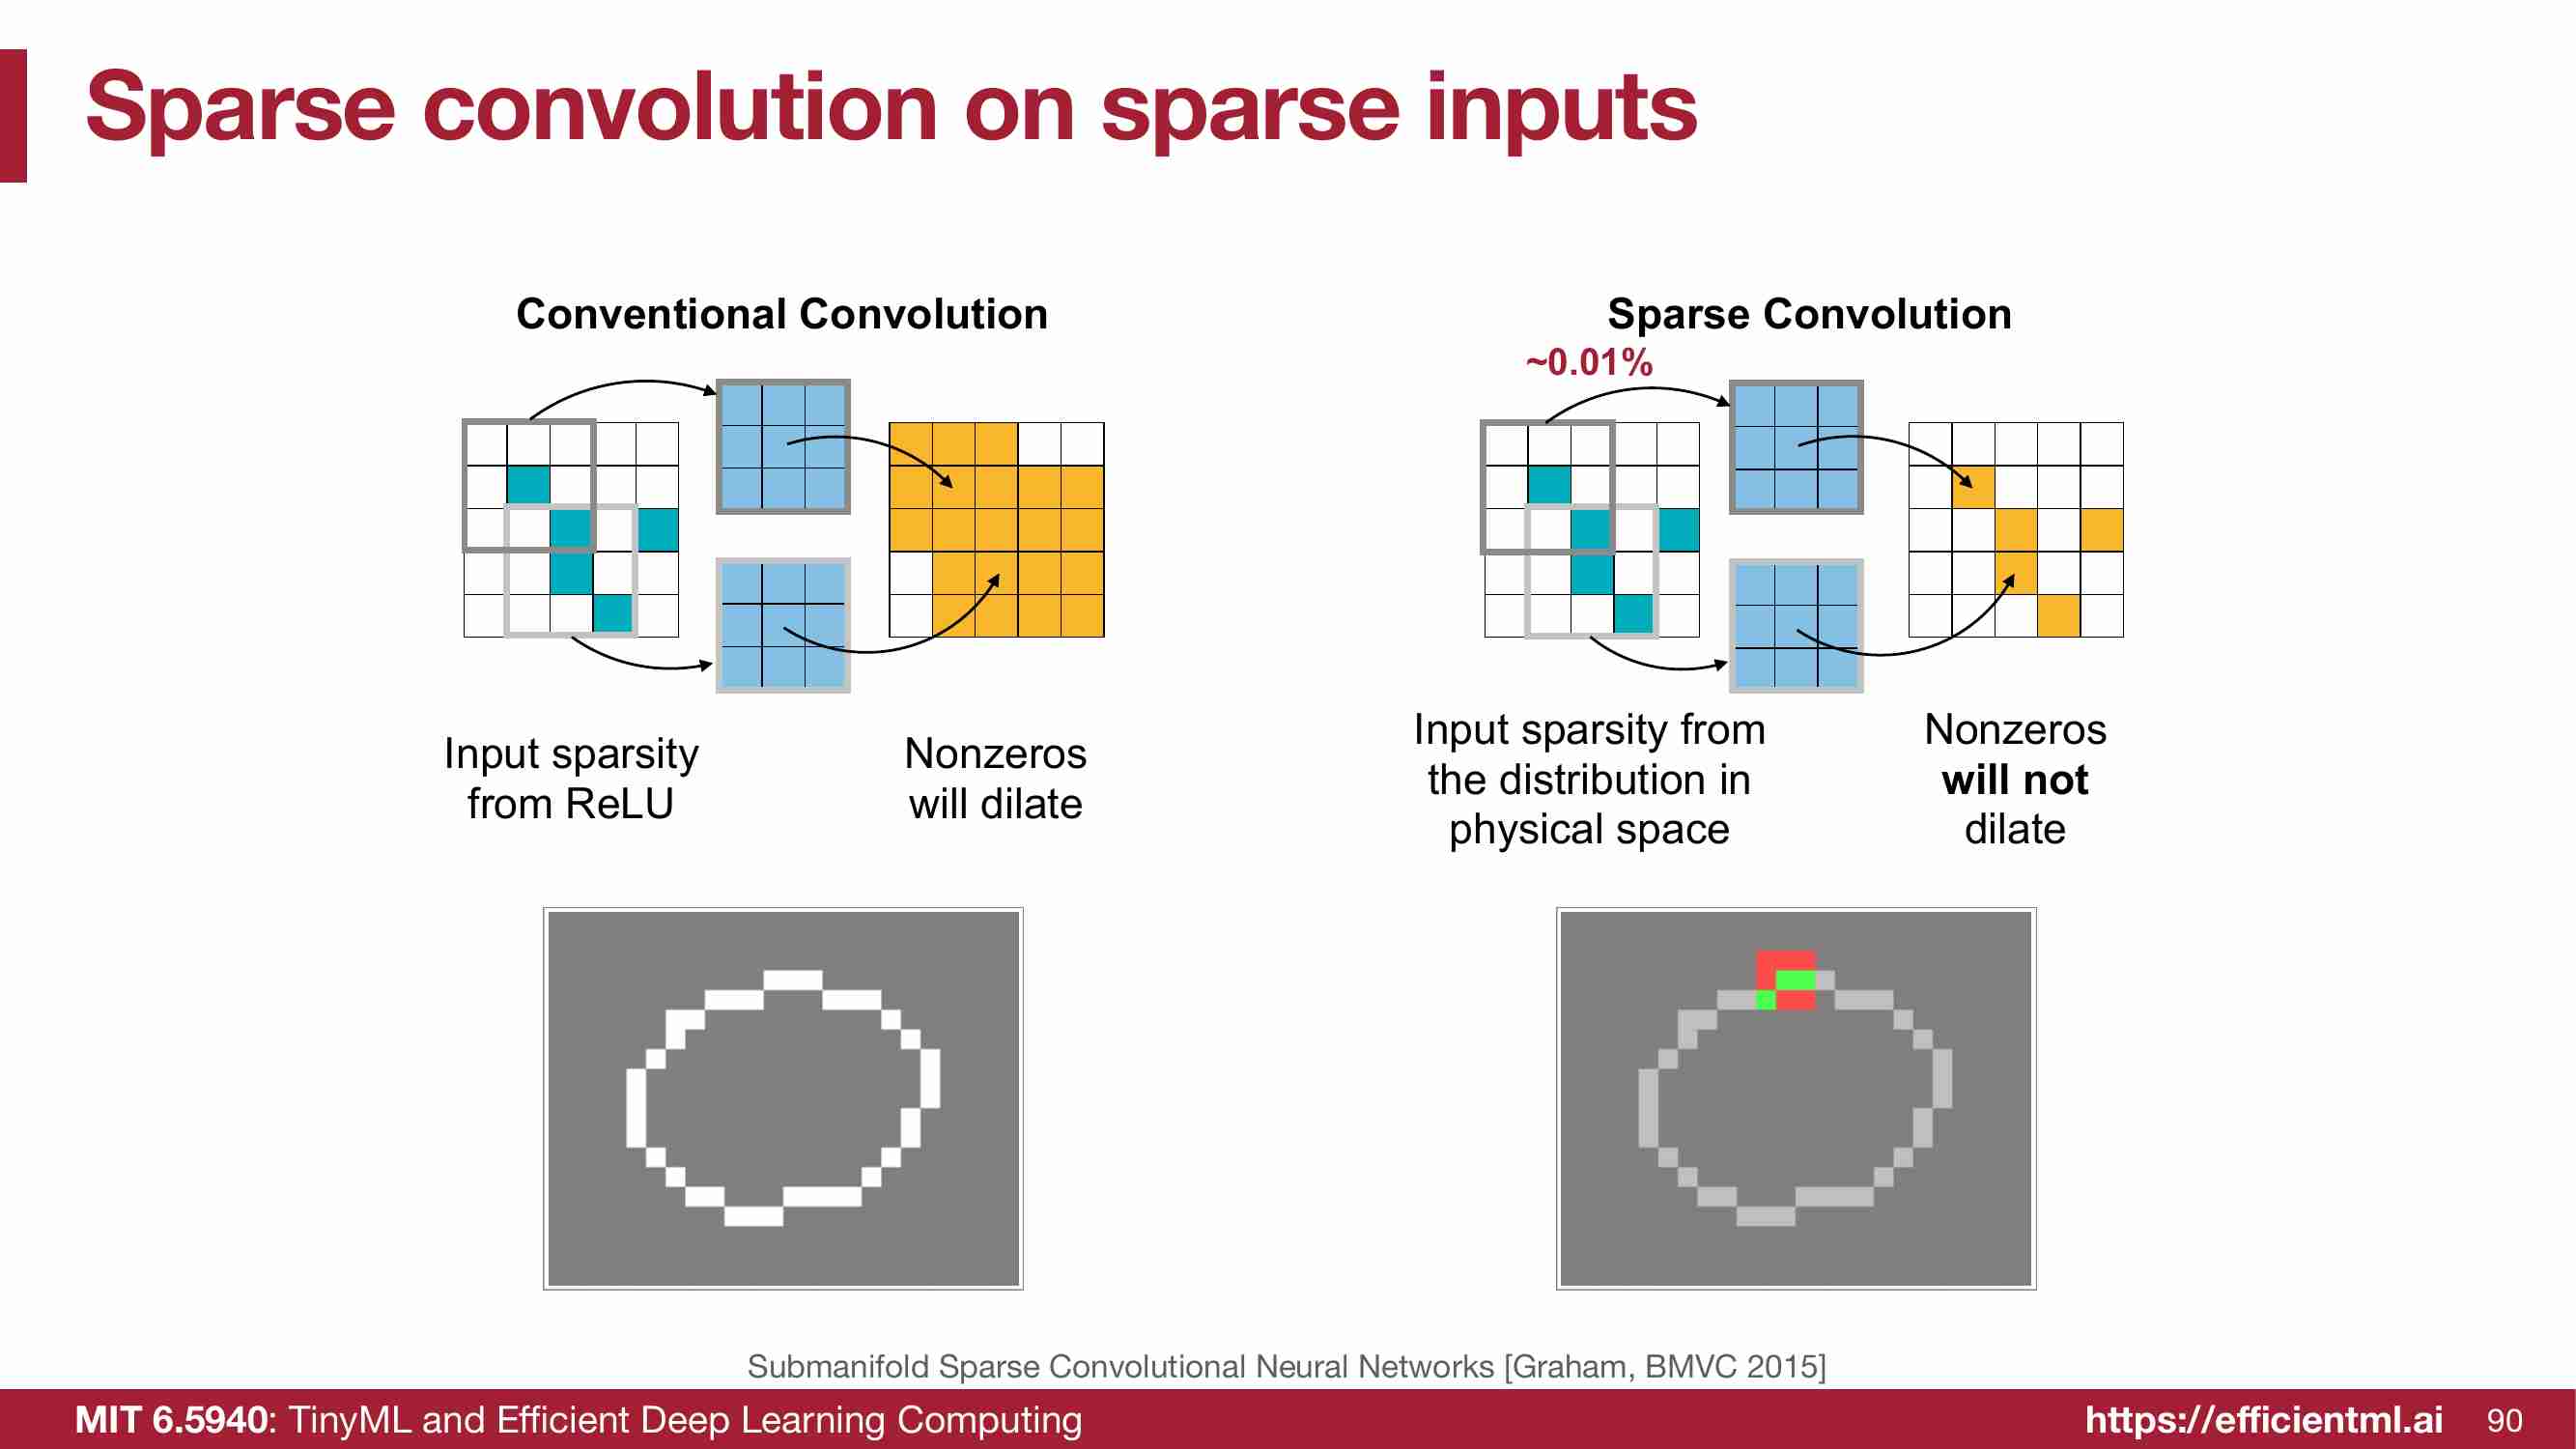 Sparse convolution on sparse inputs
Conventional Convolution
Input sparsity
from ReLU
Nonzeros
will dilate
Sparse Convolution
~0.01%
Input sparsity from
the distribution in
physical space
Nonzeros
will not
dilate
Submanifold Sparse Convolutional Neural Networks [Graham, BMVC 2015]
MIT 6.5940: TinyML and Efficient Deep Learning Computing
https://efficientml.ai 90